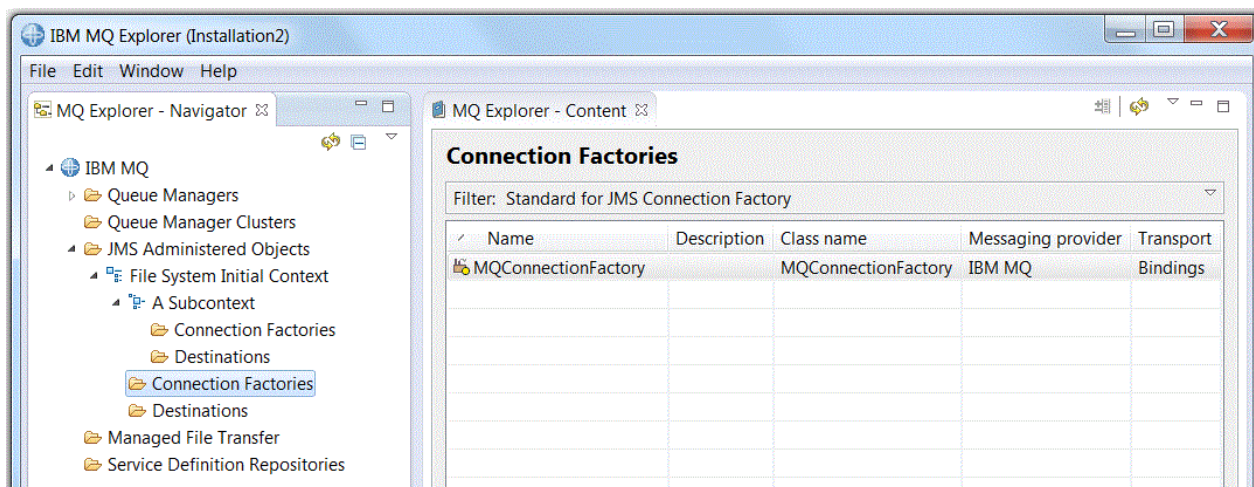 IBM MQ Explorer (Installation2)
File Edit Window Help
MQ Explorer - Navigator
IBM MQ
Queue Managers
Queue Manager Clusters
JMS Administered Objects
File System Initial Context
A Subcontext
Connection Factories
Destinations
Connection Factories
Destinations
Managed File Transfer
Service Definition Repositories
MQ Explorer - Content
Connection Factories
Filter: Standard for JMS Connection Factory
Name Description Class name Messaging provider Transport
MQConnectionFactory MQConnectionFactory IBM MQ Bindings